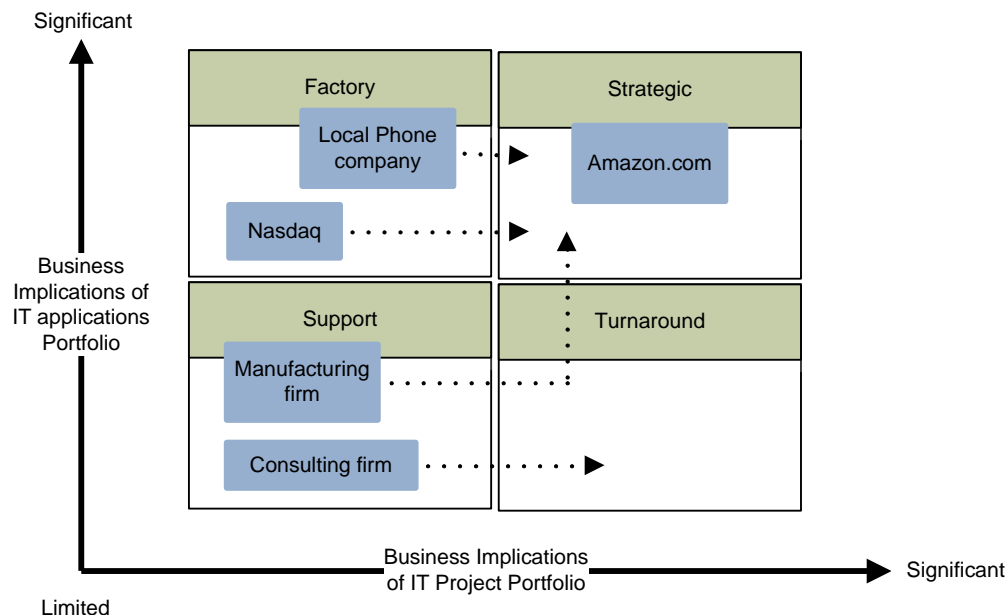 Significant
Factory
Strategic
Local Phone
company
Amazon.com
Nasdaq
Business
Implications of
IT applications
Portfolio
Support
Turnaround
Manufacturing
firm
Consulting firm
Business Implications
of IT Project Portfolio
Significant
Limited